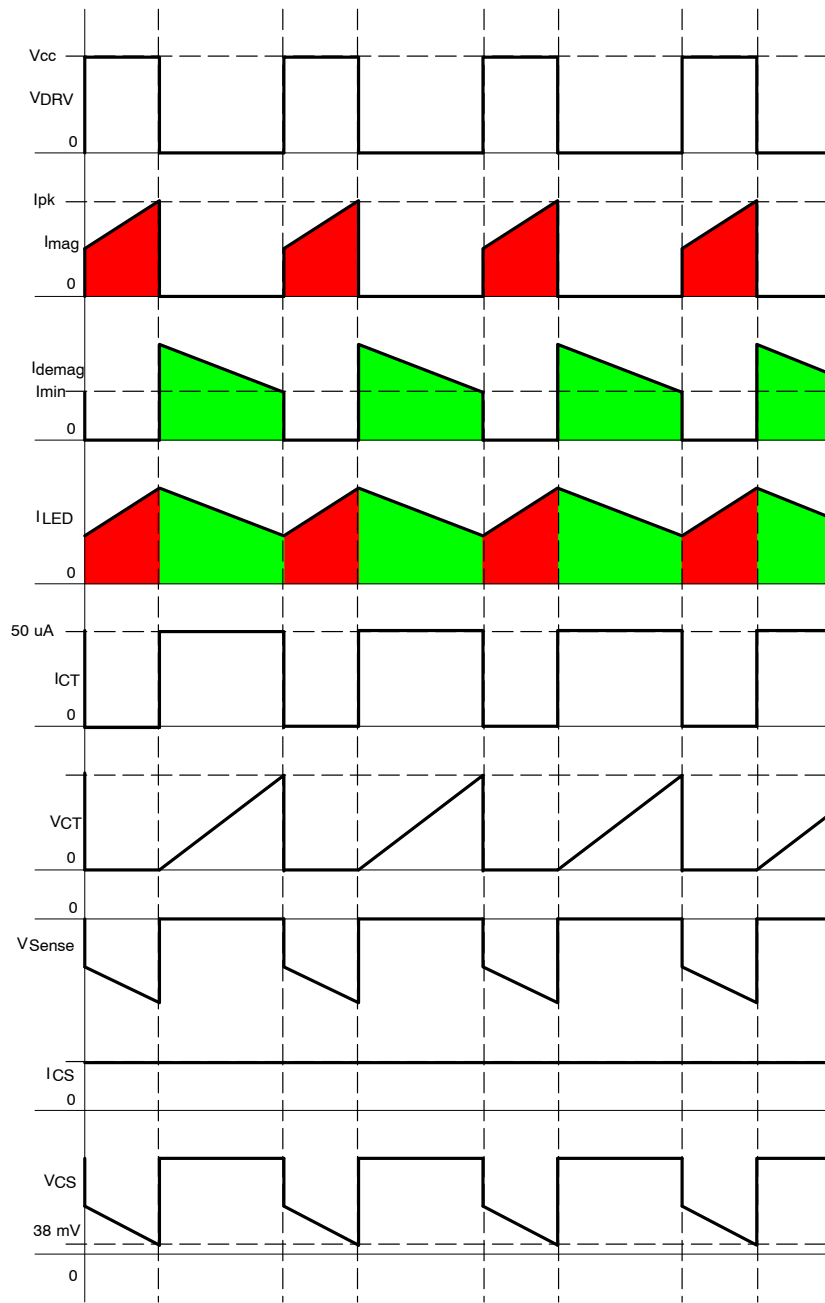 Vcc
VDRV
0
Ipk
Imag
0
Idemag
Imin
0
ILED
0
50 uA
ICT
0
VCT
0
0
VSense
ICS
0
VCS
38 mV
0